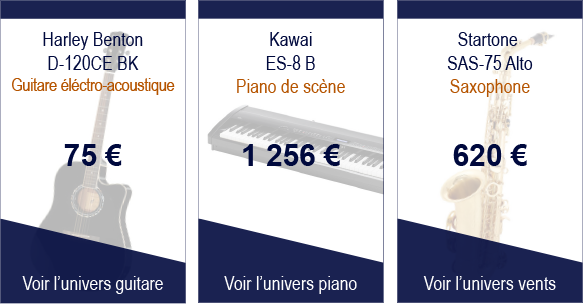 Harley Benton
D-120CE BK
Guitare éléctro-acoustique
75 €
Voir l'univers guitare
Kawai
ES-8 B
Piano de scène
1 256 €
Voir l'univers piano
Startone
SAS-75 Alto
Saxophone
620 €
Voir l'univers vents